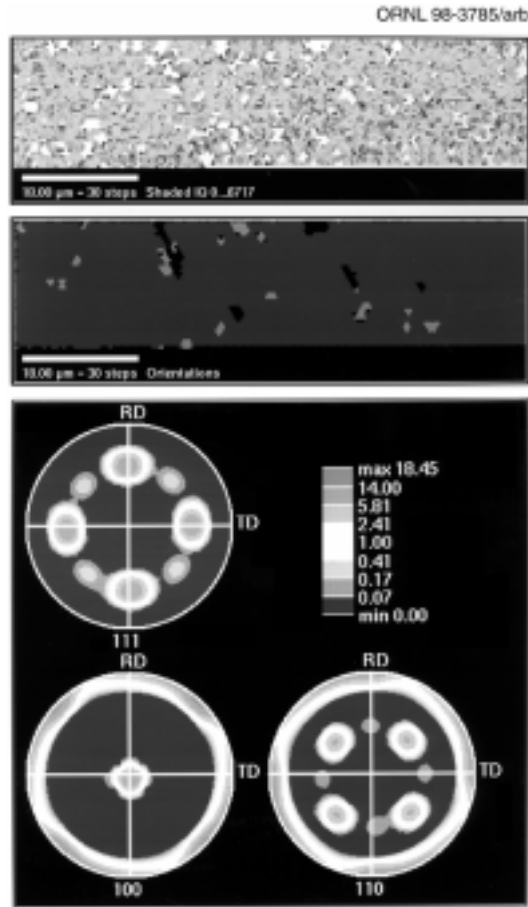 ORNL 98-3785/arb
18.00 µm = 30 steps Shaded IQ 0...6717
18.00 µm = 30 steps Orientations
RD
TD
111
max 18.45
14.00
5.81
2.41
1.00
0.41
0.17
0.07
min 0.00
RD
TD
100
RD
TD
110